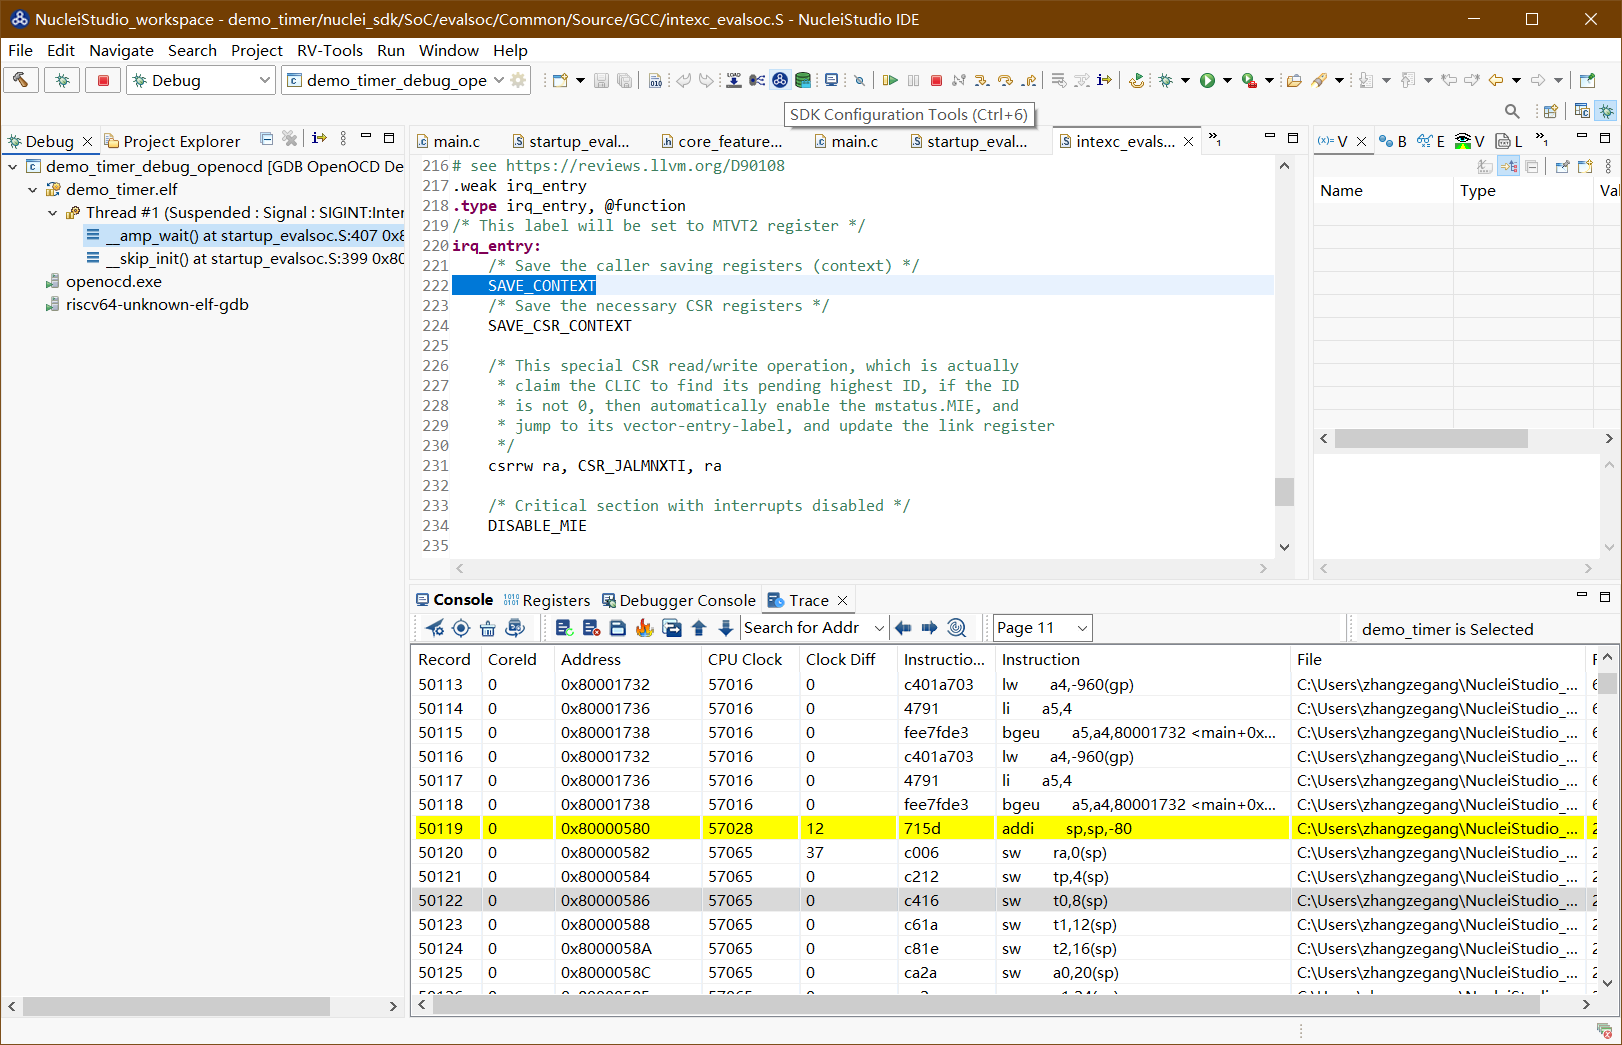 NucleiStudio_workspace - demo_timer/nuclei_sdk/SoC/evalsoc/Common/Source/GCC/intexc_evalsoc.S - NucleiStudio IDE
File Edit Navigate Search Project RV-Tools Run Window Help
Debug demo_timer_debug_ope
SDK Configuration Tools (Ctrl+6)
Debug Project Explorer
demo_timer_debug_openocd [GDB OpenOCD De
demo_timer.elf
Thread #1 (Suspended : Signal : SIGINT:Inter
__amp_wait() at startup_evalsoc.S:407 0x8
__skip_init() at startup_evalsoc.S:399 0x80
openocd.exe
riscv64-unknown-elf-gdb
main.c startup_eval... core_feature... main.c startup_eval... intexc_evals... 1
216 # see https://reviews.llvm.org/D90108
217 .weak irq_entry
218 .type irq_entry, @function
219 /* This label will be set to MTVT2 register */
220 irq_entry:
221 /* Save the caller saving registers (context) */
222 SAVE_CONTEXT
223 /* Save the necessary CSR registers */
224 SAVE_CSR_CONTEXT
225
226 /* This special CSR read/write operation, which is actually
227 * claim the CLIC to find its pending highest ID, if the ID
228 * is not 0, then automatically enable the mstatus.MIE, and
229 * jump to its vector-entry-label, and update the link register
230 */
231 csrrw ra, CSR_JALMNXTI, ra
232
233 /* Critical section with interrupts disabled */
234 DISABLE_MIE
235
(x)= V B E V L 1
Name Type Val
Console Registers Debugger Console Trace
Search for Addr Page 11 demo_timer is Selected
Record CoreId Address CPU Clock Clock Diff Instructio... Instruction File F
50113 0 0x80001732 57016 0 c401a703 lw a4,-960(gp) C:\Users\zhangzegang\NucleiStudio_... 6
50114 0 0x80001736 57016 0 4791 li a5,4 C:\Users\zhangzegang\NucleiStudio_... 6
50115 0 0x80001738 57016 0 fee7fde3 bgeu a5,a4,80001732 <main+0x... C:\Users\zhangzegang\NucleiStudio_... 6
50116 0 0x80001732 57016 0 c401a703 lw a4,-960(gp) C:\Users\zhangzegang\NucleiStudio_... 6
50117 0 0x80001736 57016 0 4791 li a5,4 C:\Users\zhangzegang\NucleiStudio_... 6
50118 0 0x80001738 57016 0 fee7fde3 bgeu a5,a4,80001732 <main+0x... C:\Users\zhangzegang\NucleiStudio_... 6
50119 0 0x80000580 57028 12 715d addi sp,sp,-80 C:\Users\zhangzegang\NucleiStudio_... 2
50120 0 0x80000582 57065 37 c006 sw ra,0(sp) C:\Users\zhangzegang\NucleiStudio_... 2
50121 0 0x80000584 57065 0 c212 sw tp,4(sp) C:\Users\zhangzegang\NucleiStudio_... 2
50122 0 0x80000586 57065 0 c416 sw t0,8(sp) C:\Users\zhangzegang\NucleiStudio_... 2
50123 0 0x80000588 57065 0 c61a sw t1,12(sp) C:\Users\zhangzegang\NucleiStudio_... 2
50124 0 0x8000058A 57065 0 c81e sw t2,16(sp) C:\Users\zhangzegang\NucleiStudio_... 2
50125 0 0x8000058C 57065 0 ca2a sw a0,20(sp) C:\Users\zhangzegang\NucleiStudio_... 2